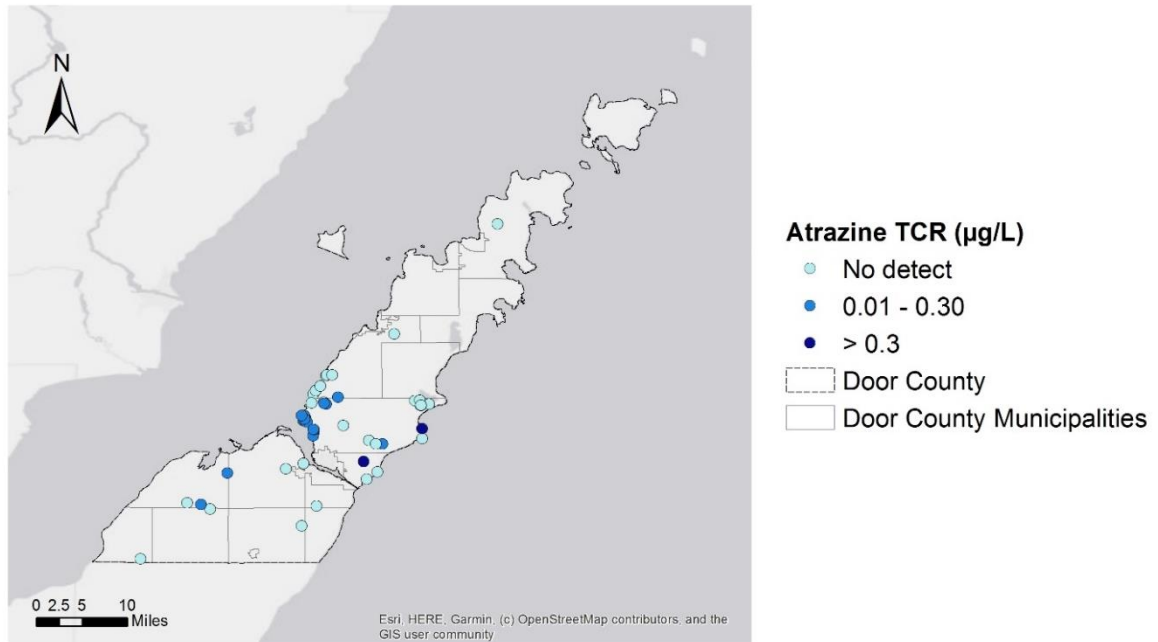 N
Atrazine TCR (µg/L)
No detect
0.01 - 0.30
> 0.3
Door County
Door County Municipalities
0 2.5 5 10
Miles
Esri, HERE, Garmin, (c) OpenStreetMap contributors, and the
GIS user community